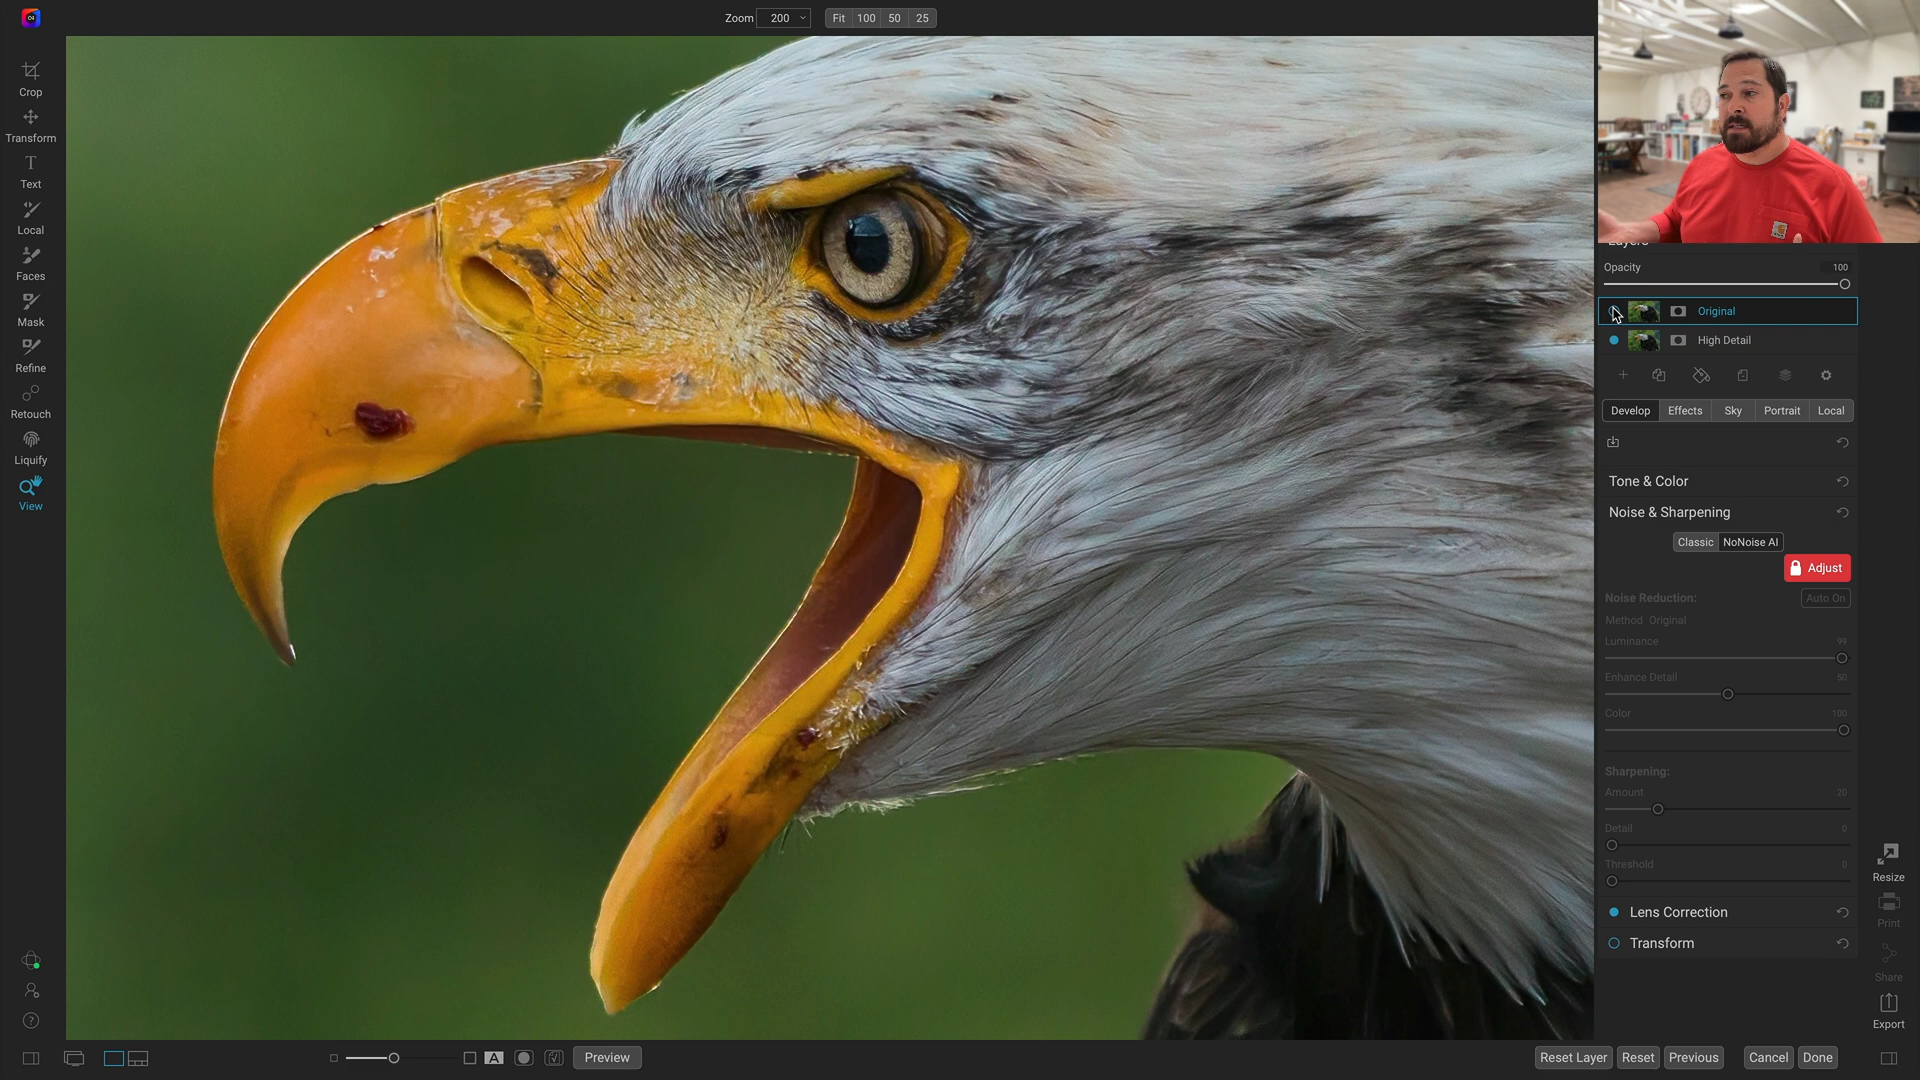 Zoom 200 Fit 100 50 25
Crop
Transform
Text
Local
Faces
Mask
Refine
Retouch
Liquify
View
Layers
Opacity 100
Original
High Detail
Develop Effects Sky Portrait Local
Tone & Color
Noise & Sharpening
Classic NoNoise AI
Adjust
Noise Reduction: Auto On
Method Original
Luminance 99
Enhance Detail 50
Color 100
Sharpening:
Amount 20
Detail 0
Threshold 0
Lens Correction
Transform
Resize
Print
Share
Export
A Preview
Reset Layer Reset Previous Cancel Done